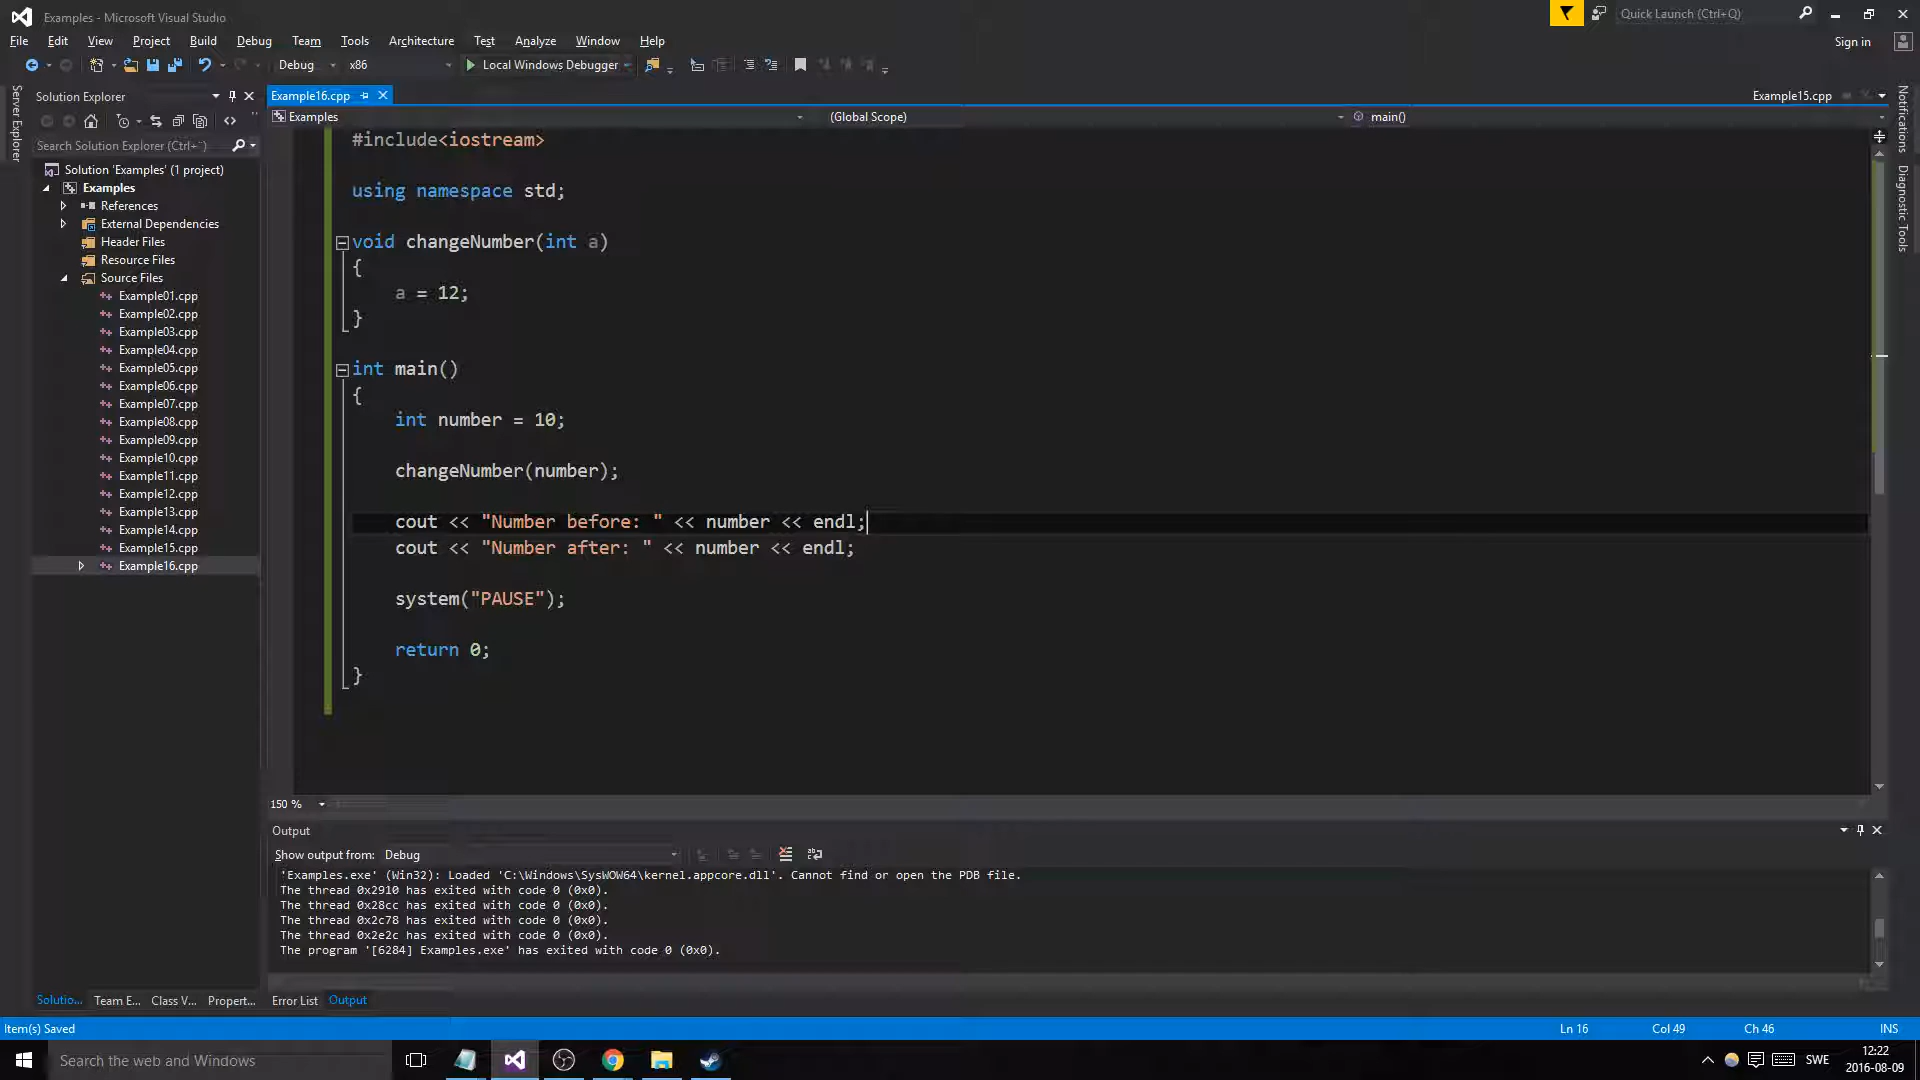 Examples - Microsoft Visual Studio
Quick Launch (Ctrl+Q)
File Edit View Project Build Debug Team Tools Architecture Test Analyze Window Help
Sign in
Debug x86 Local Windows Debugger
Server Explorer
Solution Explorer
Search Solution Explorer (Ctrl+¨)
Solution 'Examples' (1 project)
Examples
References
External Dependencies
Header Files
Resource Files
Source Files
Example01.cpp
Example02.cpp
Example03.cpp
Example04.cpp
Example05.cpp
Example06.cpp
Example07.cpp
Example08.cpp
Example09.cpp
Example10.cpp
Example11.cpp
Example12.cpp
Example13.cpp
Example14.cpp
Example15.cpp
Example16.cpp
Solutio... Team E... Class V... Propert...
Example16.cpp
Example15.cpp
Examples
(Global Scope)
main()
#include<iostream>
using namespace std;
void changeNumber(int a)
{
a = 12;
}
int main()
{
int number = 10;
changeNumber(number);
cout << "Number before: " << number << endl;
cout << "Number after: " << number << endl;
system("PAUSE");
return 0;
}
150 %
Output
Show output from: Debug
'Examples.exe' (Win32): Loaded 'C:\Windows\SysWOW64\kernel.appcore.dll'. Cannot find or open the PDB file.
The thread 0x2910 has exited with code 0 (0x0).
The thread 0x28cc has exited with code 0 (0x0).
The thread 0x2c78 has exited with code 0 (0x0).
The thread 0x2e2c has exited with code 0 (0x0).
The program '[6284] Examples.exe' has exited with code 0 (0x0).
Error List Output
Notifications
Diagnostic Tools
Item(s) Saved
Ln 16 Col 49 Ch 46 INS
Search the web and Windows
SWE
12:22
2016-08-09